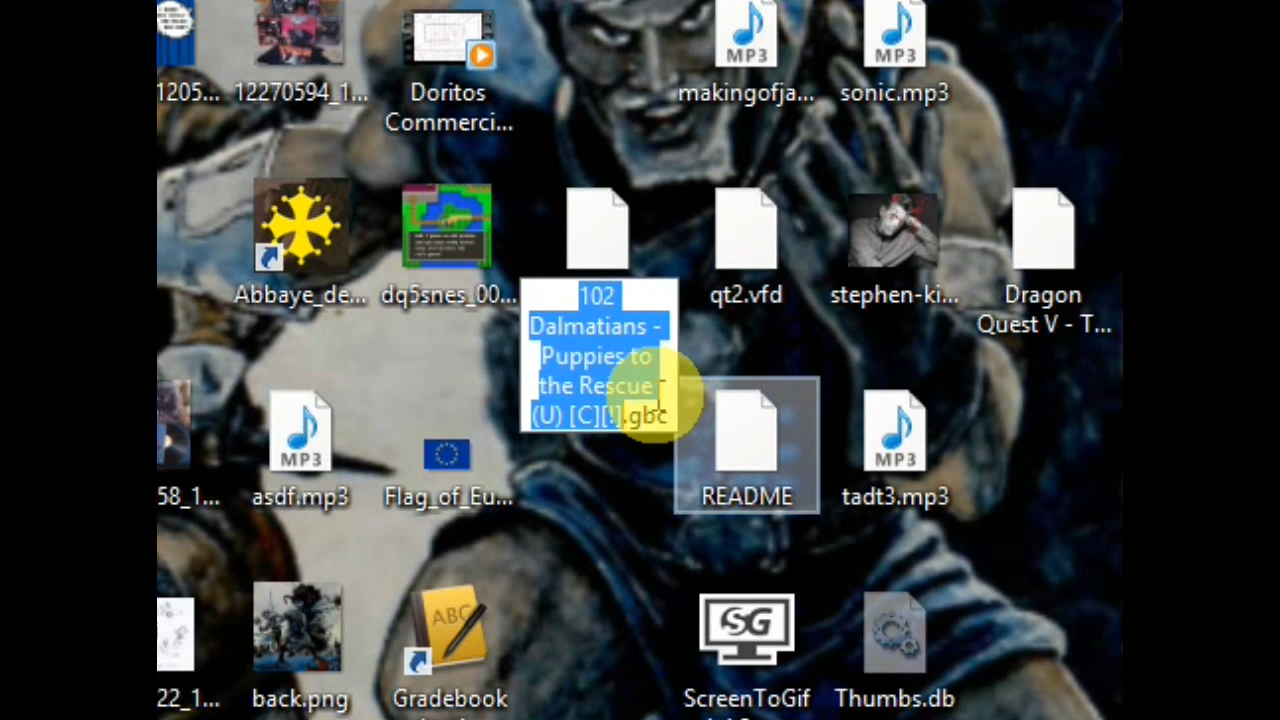 1205... 12270594_1... Doritos Commerci... makingofja... MP3 sonic.mp3 MP3
Abbaye_de... dq5snes_00... qt2.vfd stephen-ki... Dragon
Quest V - T...
102
Dalmatians -
Puppies to
the Rescue
(U) [C][!].gbc
MP3 MP3
58_1... asdf.mp3 Flag_of_Eu... README tadt3.mp3
ABC SG
22_1... back.png Gradebook ScreenToGif Thumbs.db